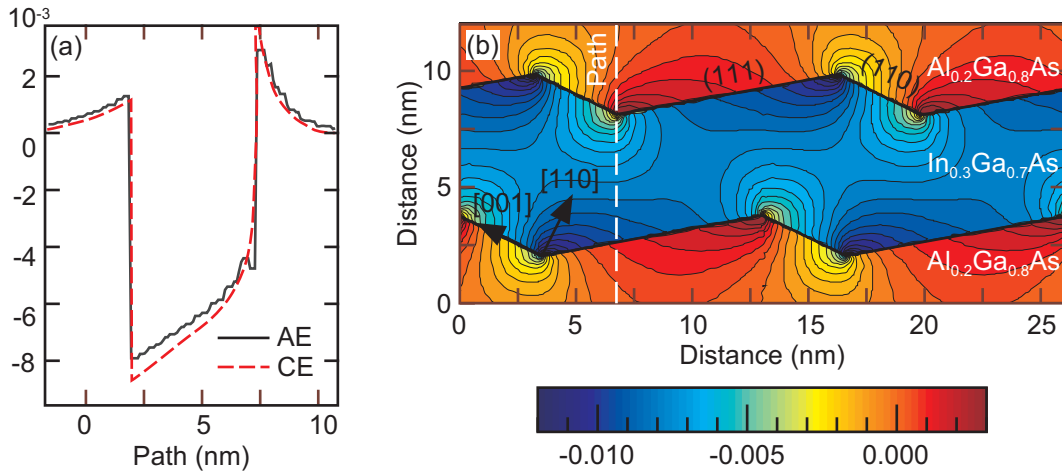 10⁻³
(a)
2
0
-2
-4
-6
-8
AE
CE
0
5
10
Path (nm)
(b)
Path
(111)
(110)
Al₀.₂Ga₀.₈As
In₀.₃Ga₀.₇As
[110]
[001]
Al₀.₂Ga₀.₈As
10
5
0
Distance (nm)
0
5
10
15
20
25
Distance (nm)
-0.010
-0.005
0.000